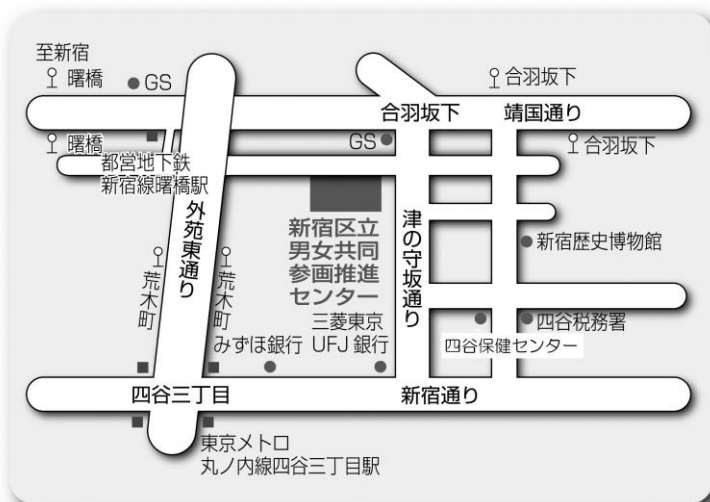 至新宿
曙橋
GS
合羽坂下
合羽坂下
靖国通り
曙橋
GS
合羽坂下
都営地下鉄
新宿線曙橋駅
外苑東通り
新宿区立
男女共同
参画推進
センター
津の守坂通り
新宿歴史博物館
荒木町
荒木町
三菱東京
UFJ 銀行
みずほ銀行
四谷税務署
四谷保健センター
四谷三丁目
新宿通り
東京メトロ
丸ノ内線四谷三丁目駅